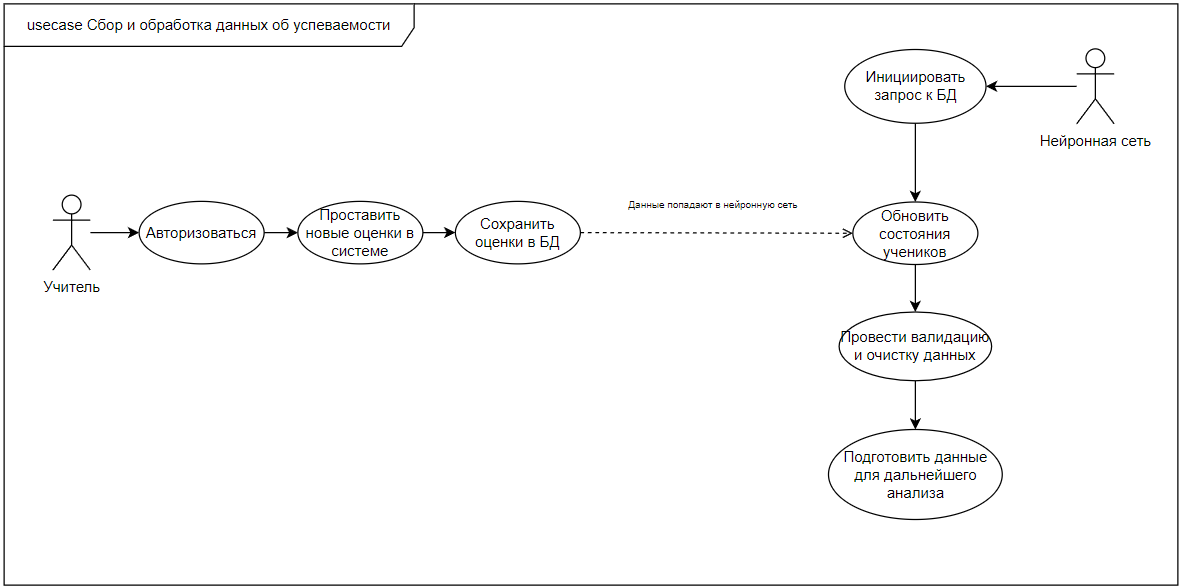 usecase Сбор и обработка данных об успеваемости
Инициировать
запрос к БД
Нейронная сеть
Данные попадают в нейронную сеть
Учитель
Авторизоваться
Проставить
новые оценки в
системе
Сохранить
оценки в БД
Обновить
состояния
учеников
Провести валидацию
и очистку данных
Подготовить данные
для дальнейшего
анализа